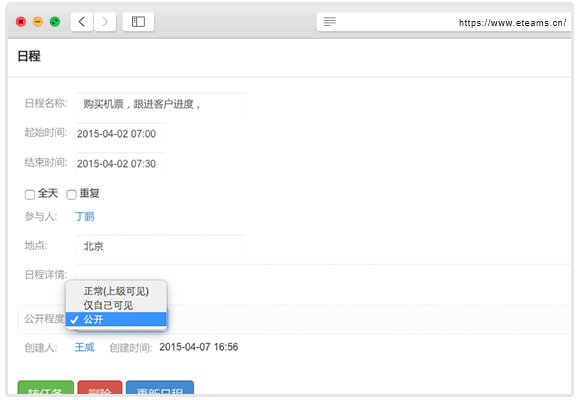 https://www.eteams.cn/
日程
日程名称: 购买机票，跟进客户进度，
起始时间: 2015-04-02 07:00
结束时间: 2015-04-02 07:30
全天 重复
参与人: 丁鹏
地点: 北京
日程详情:
正常(上级可见)
仅自己可见
公开程度 ✓ 公开
创建人: 王威 创建时间: 2015-04-07 16:56
转任务 删除 更新日程